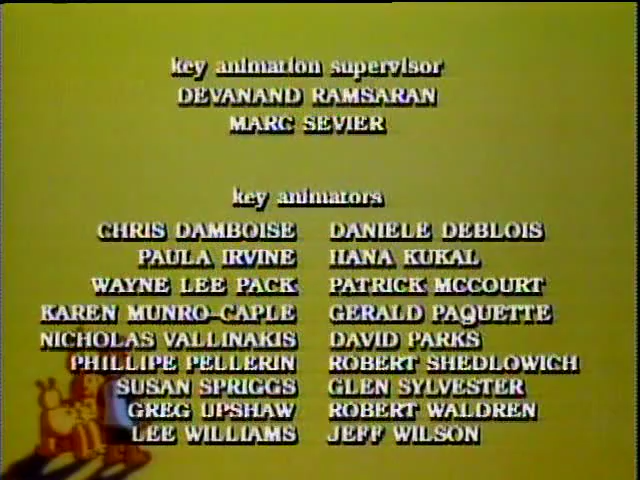 key animation supervisor
DEVANAND RAMSARAN
MARC SEVIER
key animators
CHRIS DAMBOISE DANIELE DEBLOIS
PAULA IRVINE HANA KUKAL
WAYNE LEE PACK PATRICK MCCOURT
KAREN MUNRO-CAPLE GERALD PAQUETTE
NICHOLAS VALLINAKIS DAVID PARKS
PHILLIPE PELLERIN ROBERT SHEDLOWICH
SUSAN SPRIGGS GLEN SYLVESTER
GREG UPSHAW ROBERT WALDREN
LEE WILLIAMS JEFF WILSON